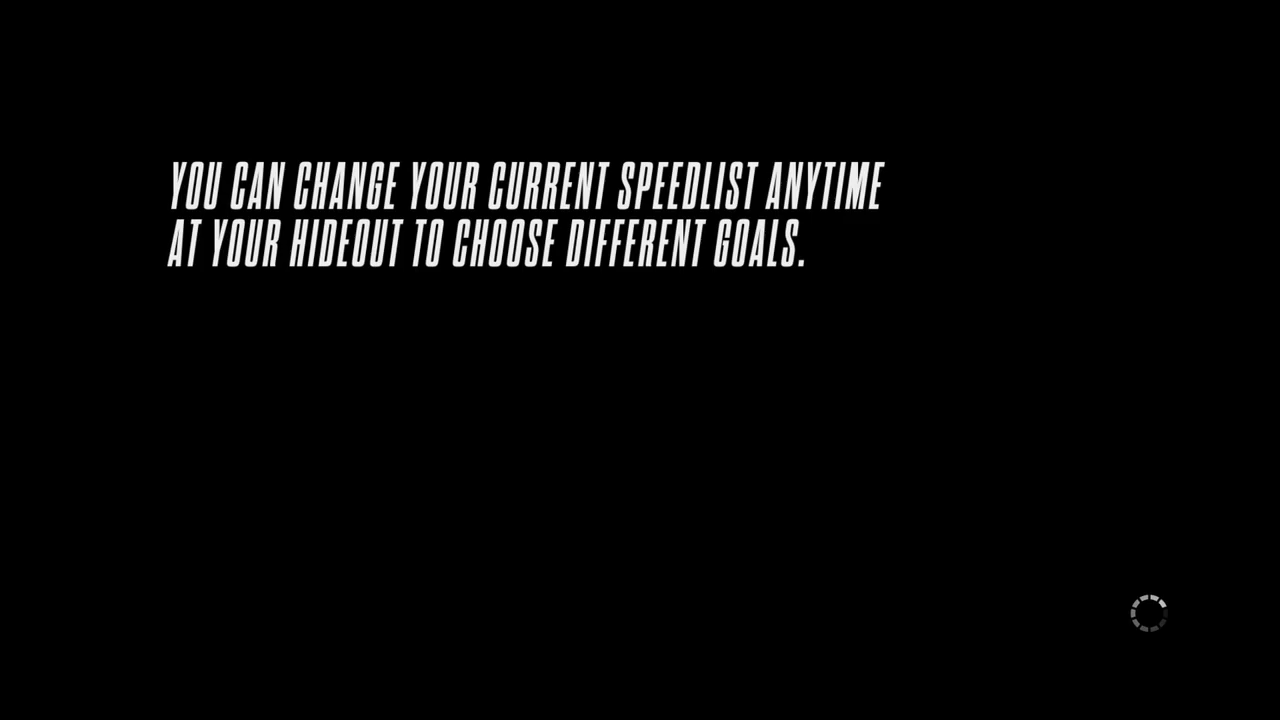 YOU CAN CHANGE YOUR CURRENT SPEEDLIST ANYTIME
AT YOUR HIDEOUT TO CHOOSE DIFFERENT GOALS.